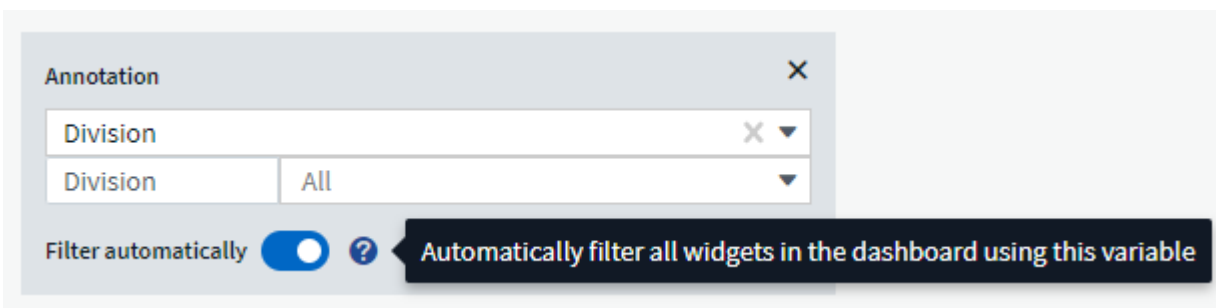 Annotation
Division
Division All
Filter automatically ? Automatically filter all widgets in the dashboard using this variable